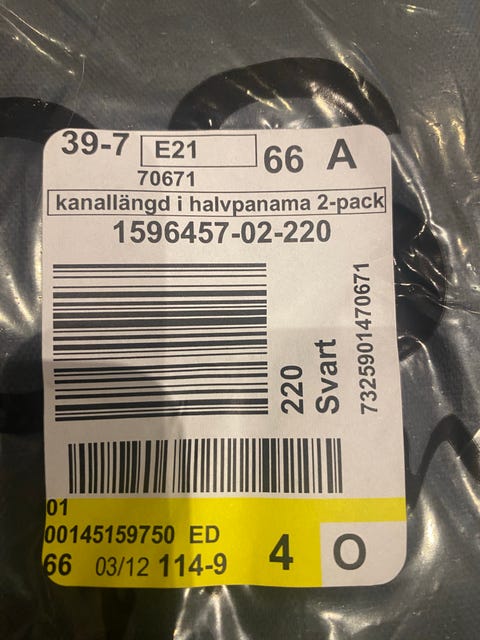 39-7 E21 66 A
70671
kanallängd i halvpanama 2-pack
1596457-02-220
220
Svart
7325901470671
01
00145159750 ED
66 03/12 114-9 4 O